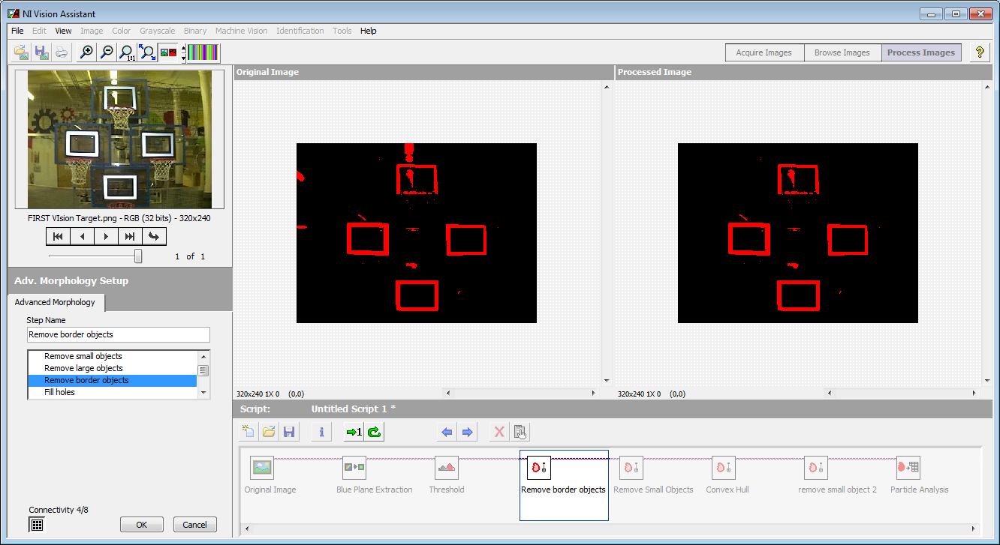 NI Vision Assistant
File Edit View Image Color Grayscale Binary Machine Vision Identification Tools Help
1:1
Acquire Images Browse Images Process Images ?
Original Image
Processed Image
FIRST VIsion Target.png - RGB (32 bits) - 320x240
1 of 1
Adv. Morphology Setup
Advanced Morphology
Step Name
Remove border objects
Remove small objects
Remove large objects
Remove border objects
Fill holes
Connectivity 4/8
OK Cancel
320x240 1X 0 (0,0)
320x240 1X 0 (0,0)
Script: Untitled Script 1 *
i 1
Original Image Blue Plane Extraction Threshold Remove border objects Remove Small Objects Convex Hull remove small object 2 Particle Analysis